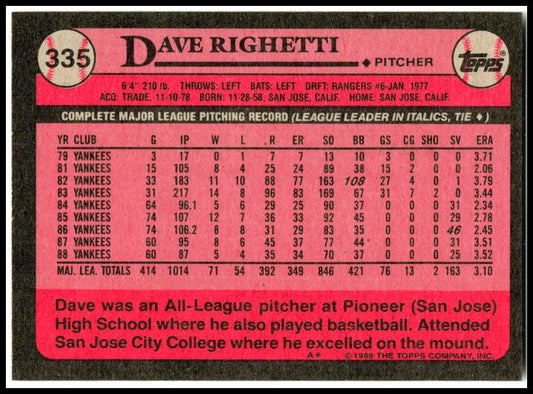 335
DAVE RIGHETTI
◆ PITCHER
Topps
6'4" 210 lb. THROWS: LEFT BATS: LEFT DRFT: RANGERS #6-JAN. 1977
ACQ: TRADE, 11-10-78 BORN: 11-28-58, SAN JOSE, CALIF. HOME: SAN JOSE, CALIF.
COMPLETE MAJOR LEAGUE PITCHING RECORD (LEAGUE LEADER IN ITALICS, TIE ◆)
YR CLUB G IP W L R ER SO BB GS CG SHO SV ERA
79 YANKEES 3 17 0 1 7 7 13 10 3 0 0 0 3.71
81 YANKEES 15 105 8 4 25 24 89 38 15 2 0 0 2.06
82 YANKEES 33 183 11 10 88 77 163 108 27 4 0 1 3.79
83 YANKEES 31 217 14 8 96 83 169 67 31 7 2 0 3.44
84 YANKEES 64 96.1 5 6 29 25 90 37 0 0 0 31 2.34
85 YANKEES 74 107 12 7 36 33 92 45 0 0 0 29 2.78
86 YANKEES 74 106.2 8 8 31 29 83 35 0 0 0 46 2.45
87 YANKEES 60 95 8 6 45 37 77 44 0 0 0 31 3.51
88 YANKEES 60 87 5 4 35 34 70 37 0 0 0 25 3.52
MAJ. LEA. TOTALS 414 1014 71 54 392 349 846 421 76 13 2 163 3.10
Dave was an All-League pitcher at Pioneer (San Jose)
High School where he also played basketball. Attended
San Jose City College where he excelled on the mound.
A* ©1989 THE TOPPS COMPANY, INC.